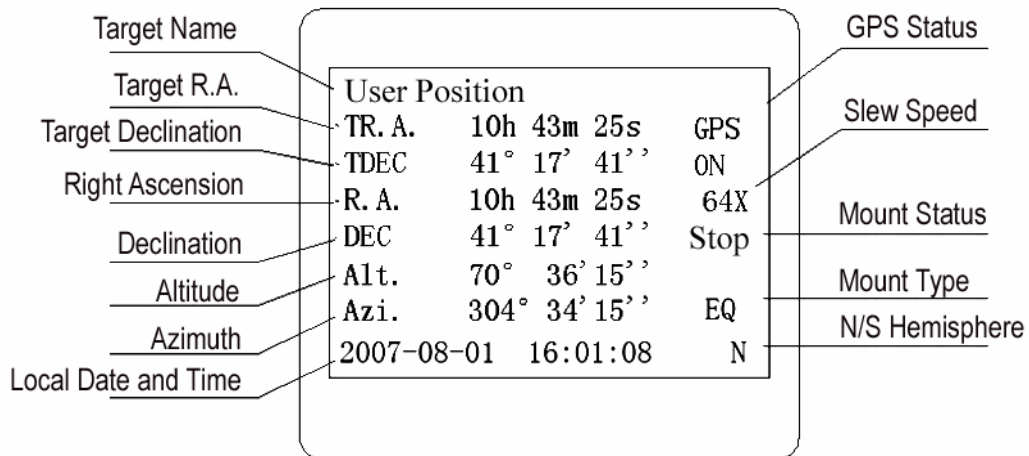 Target Name
Target R.A.
Target Declination
Right Ascension
Declination
Altitude
Azimuth
Local Date and Time
User Position
TR.A. 10h 43m 25s GPS
TDEC 41° 17’ 41’’ ON
R.A. 10h 43m 25s 64X
DEC 41° 17’ 41’’ Stop
Alt. 70° 36’ 15’’
Azi. 304° 34’ 15’’ EQ
2007-08-01 16:01:08 N
GPS Status
Slew Speed
Mount Status
Mount Type
N/S Hemisphere